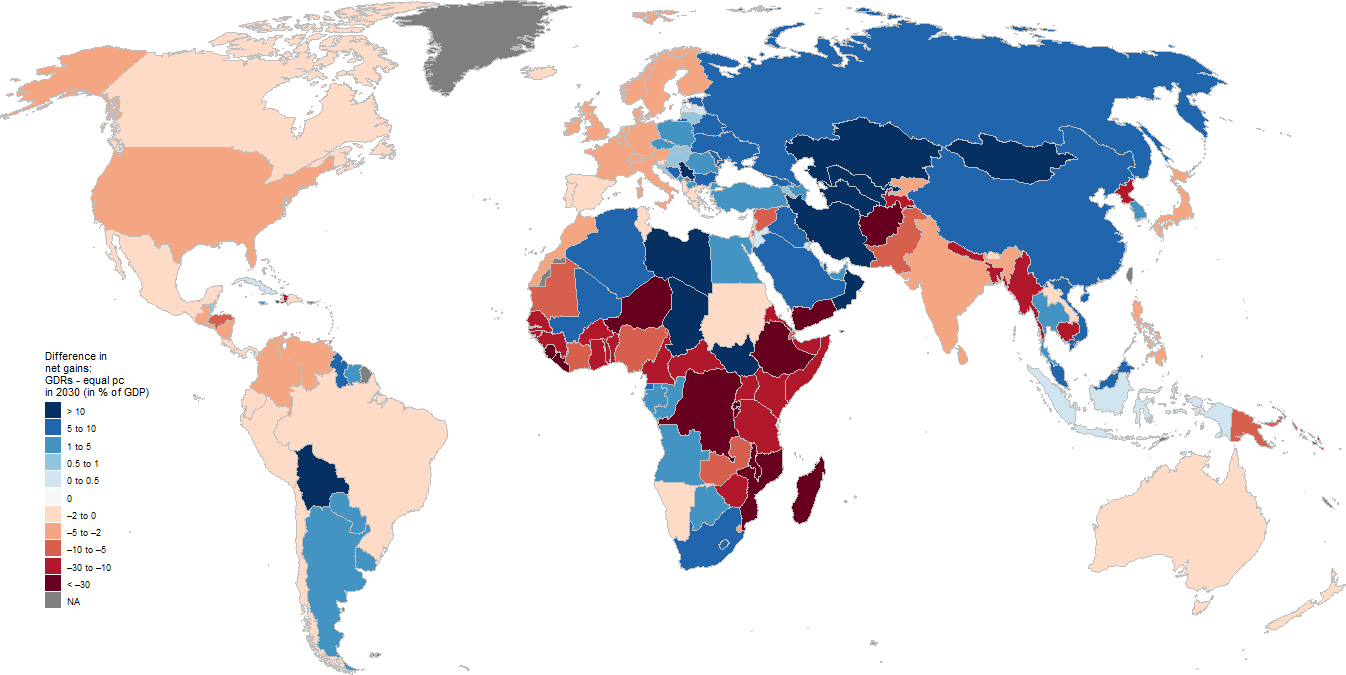 Difference in
net gains:
GDRs - equal pc
in 2030 (in % of GDP)
> 10
5 to 10
1 to 5
0.5 to 1
0 to 0.5
0
–2 to 0
–5 to –2
–10 to –5
–30 to –10
< –30
NA